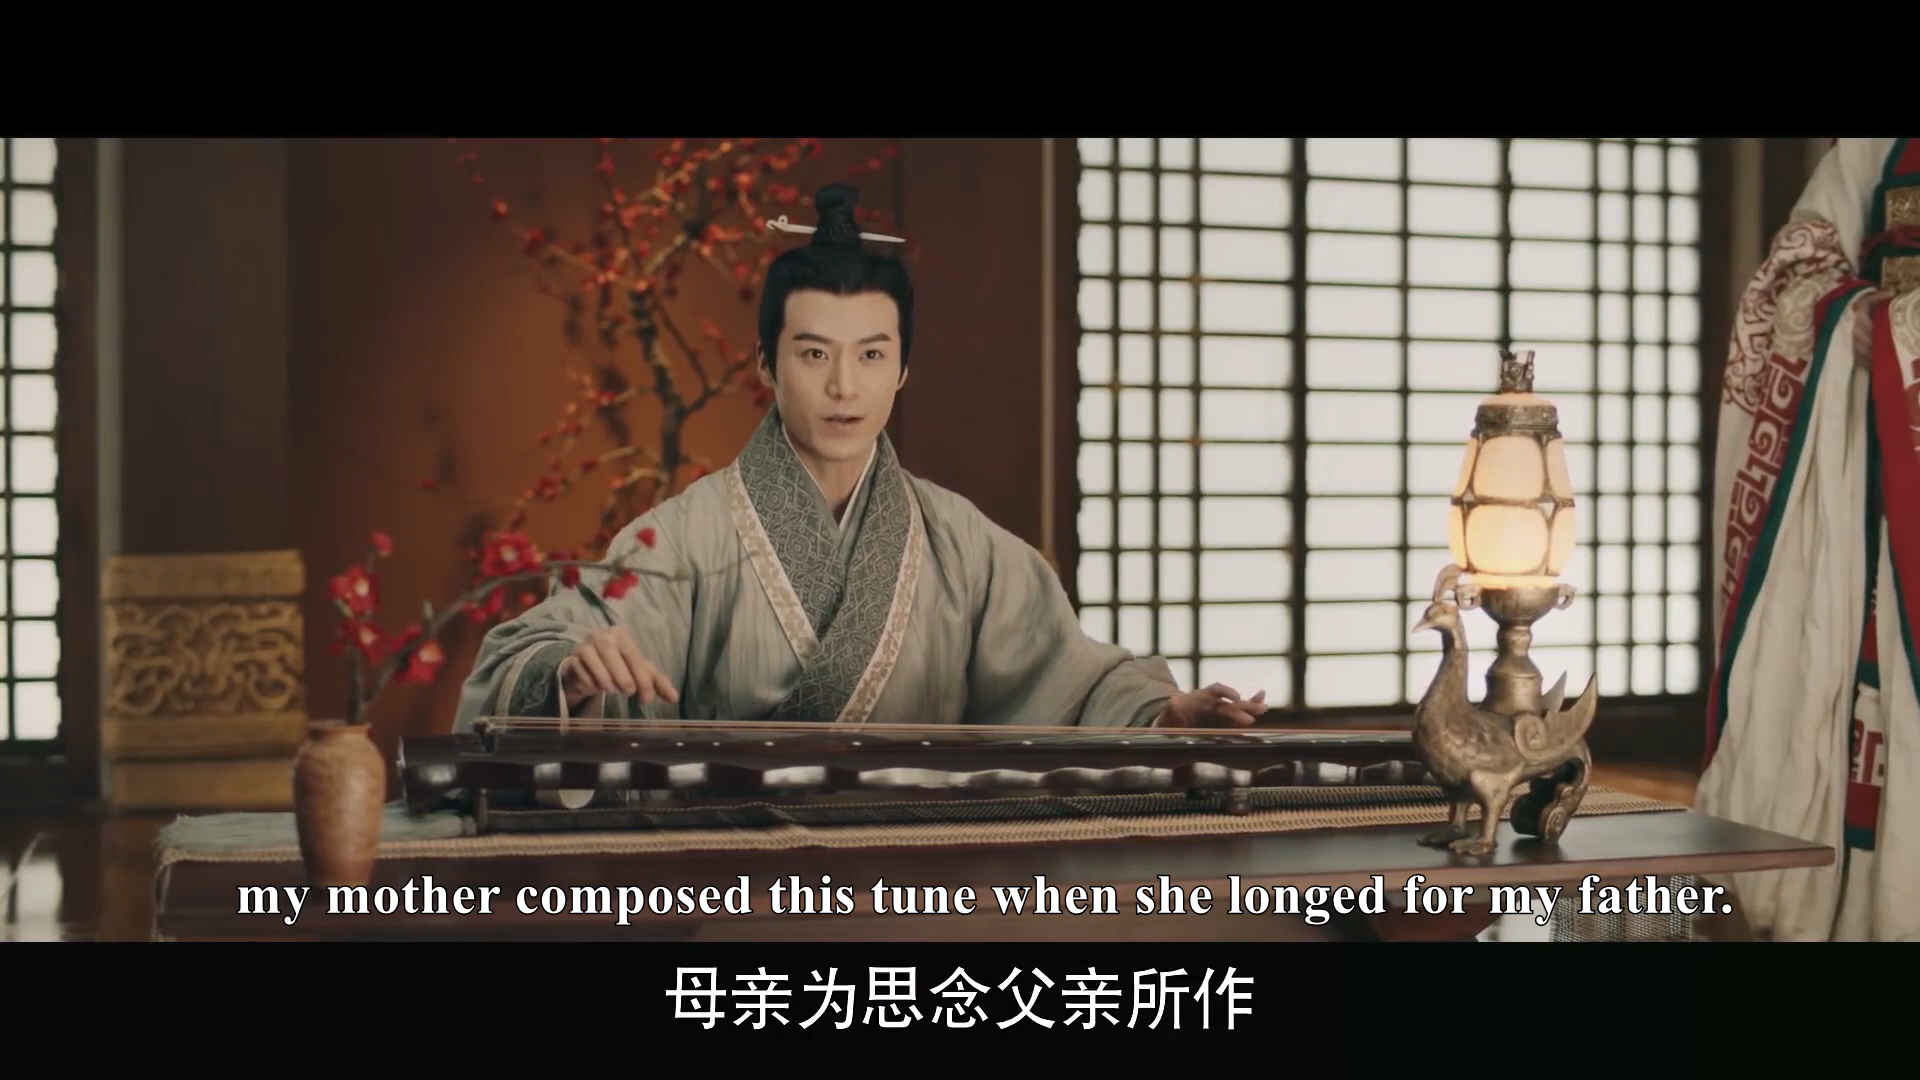 my mother composed this tune when she longed for my father.
母亲为思念父亲所作